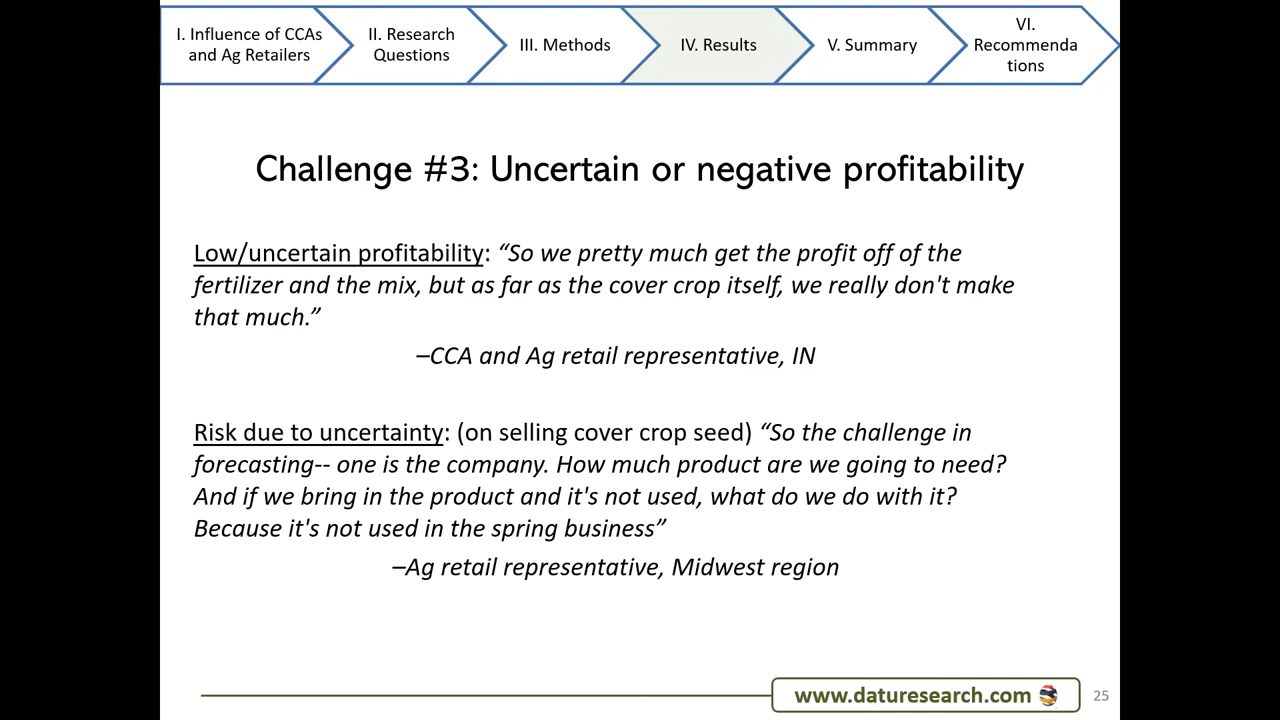 I. Influence of CCAs
and Ag Retailers
II. Research
Questions
III. Methods
IV. Results
V. Summary
VI.
Recommenda
tions
Challenge #3: Uncertain or negative profitability
Low/uncertain profitability: “So we pretty much get the profit off of the
fertilizer and the mix, but as far as the cover crop itself, we really don't make
that much.”
–CCA and Ag retail representative, IN
Risk due to uncertainty: (on selling cover crop seed) “So the challenge in
forecasting-- one is the company. How much product are we going to need?
And if we bring in the product and it's not used, what do we do with it?
Because it's not used in the spring business”
–Ag retail representative, Midwest region
www.daturesearch.com
25